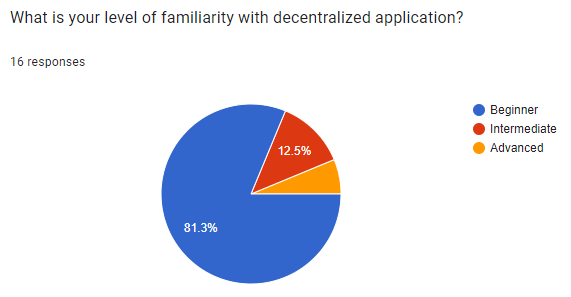 What is your level of familiarity with decentralized application?
16 responses
Beginner
Intermediate
Advanced
12.5%
81.3%